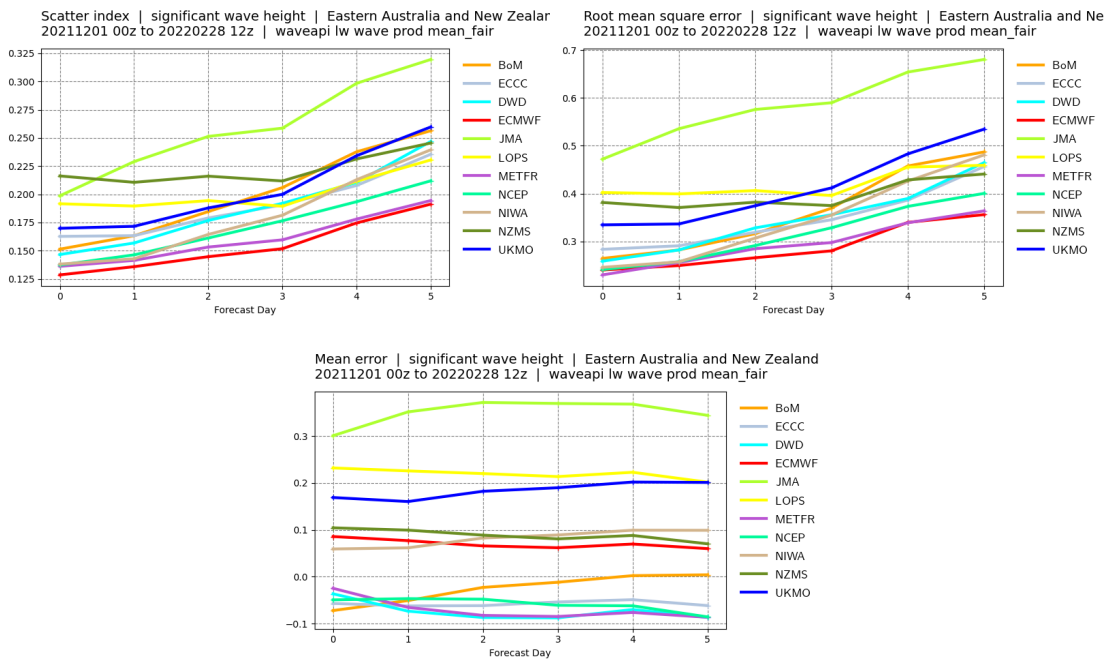 Scatter index | significant wave height | Eastern Australia and New Zealar
20211201 00z to 20220228 12z | waveapi lw wave prod mean_fair
0.325
0.300
0.275
0.250
0.225
0.200
0.175
0.150
0.125
0 1 2 3 4 5
Forecast Day
BoM
ECCC
DWD
ECMWF
JMA
LOPS
METFR
NCEP
NIWA
NZMS
UKMO
Root mean square error | significant wave height | Eastern Australia and Ne
20211201 00z to 20220228 12z | waveapi lw wave prod mean_fair
0.7
0.6
0.5
0.4
0.3
0 1 2 3 4 5
Forecast Day
BoM
ECCC
DWD
ECMWF
JMA
LOPS
METFR
NCEP
NIWA
NZMS
UKMO
Mean error | significant wave height | Eastern Australia and New Zealand
20211201 00z to 20220228 12z | waveapi lw wave prod mean_fair
0.3
0.2
0.1
0.0
−0.1
0 1 2 3 4 5
Forecast Day
BoM
ECCC
DWD
ECMWF
JMA
LOPS
METFR
NCEP
NIWA
NZMS
UKMO